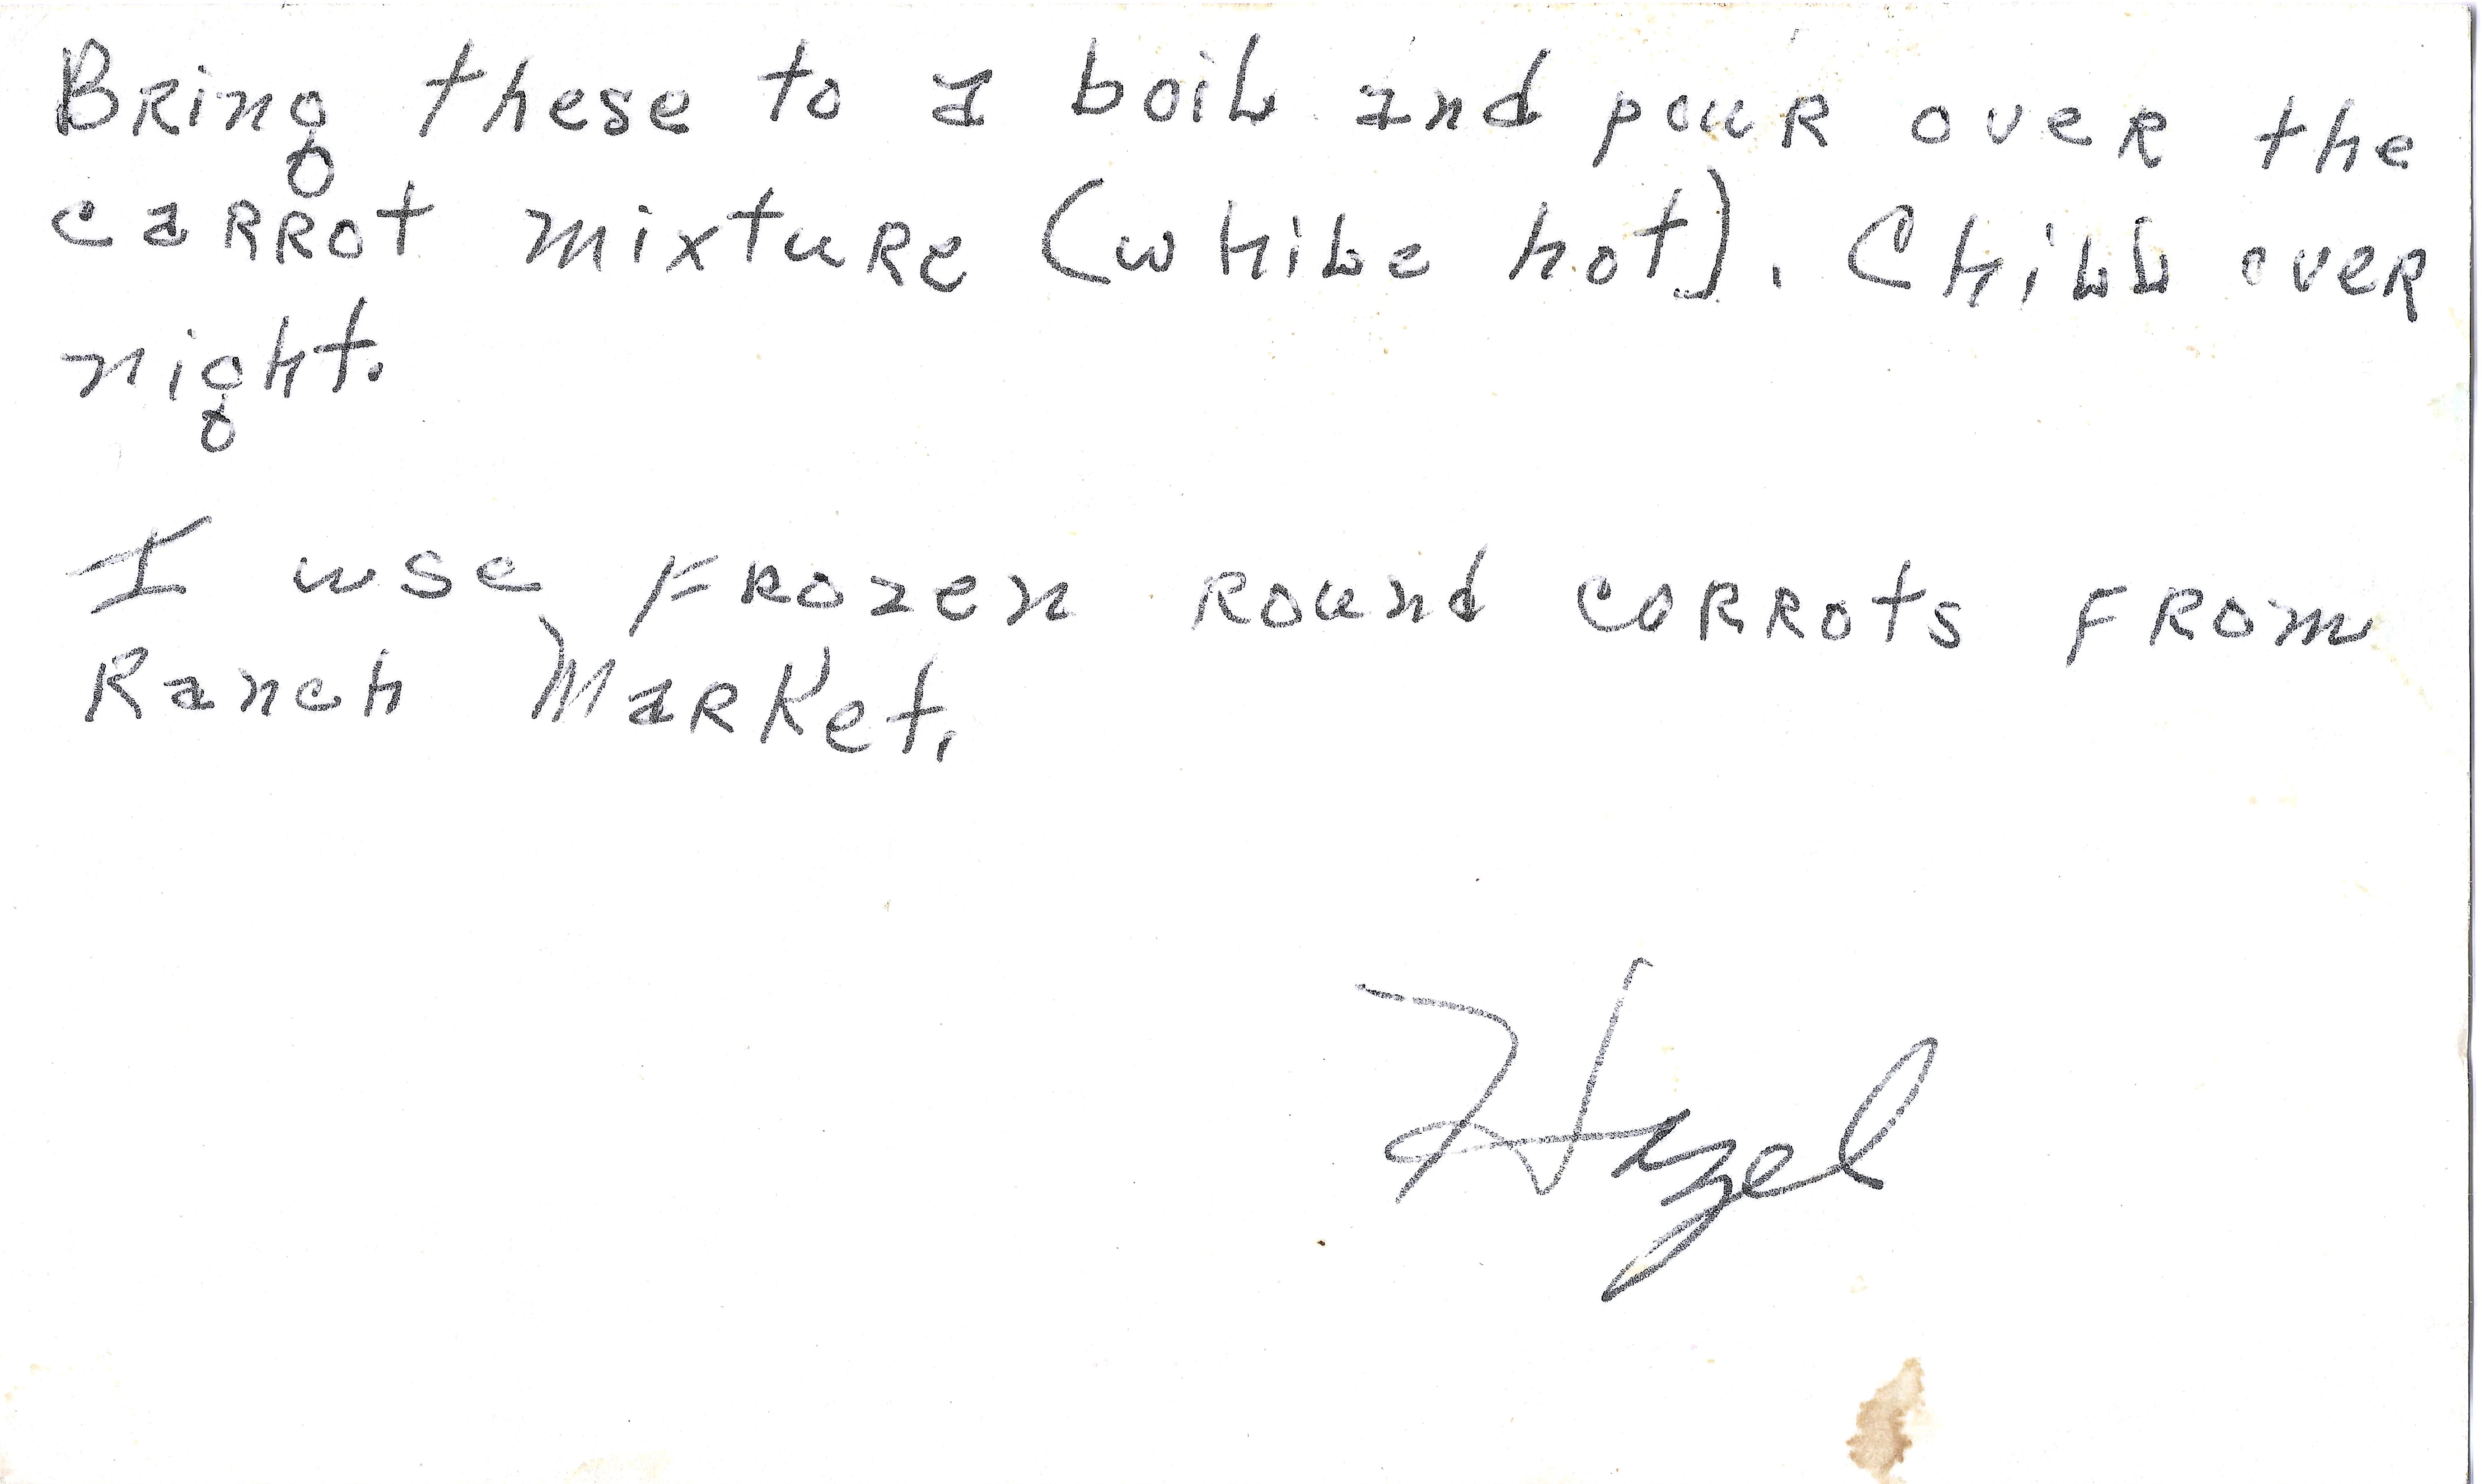 Bring these to a boil and pour over the
carrot mixture (while hot). Chill over
night.
I use Frozen round corrots from
Ranch Market.
Hazel